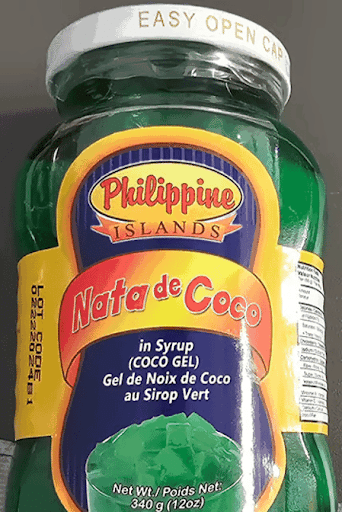 EASY OPEN CAP
Philippine
ISLANDS
Nata de Coco
in Syrup
(COCO GEL)
Gel de Noix de Coco
au Sirop Vert
Net Wt./Poids Net:
340 g (12oz)
LOT CODE
02222024B1